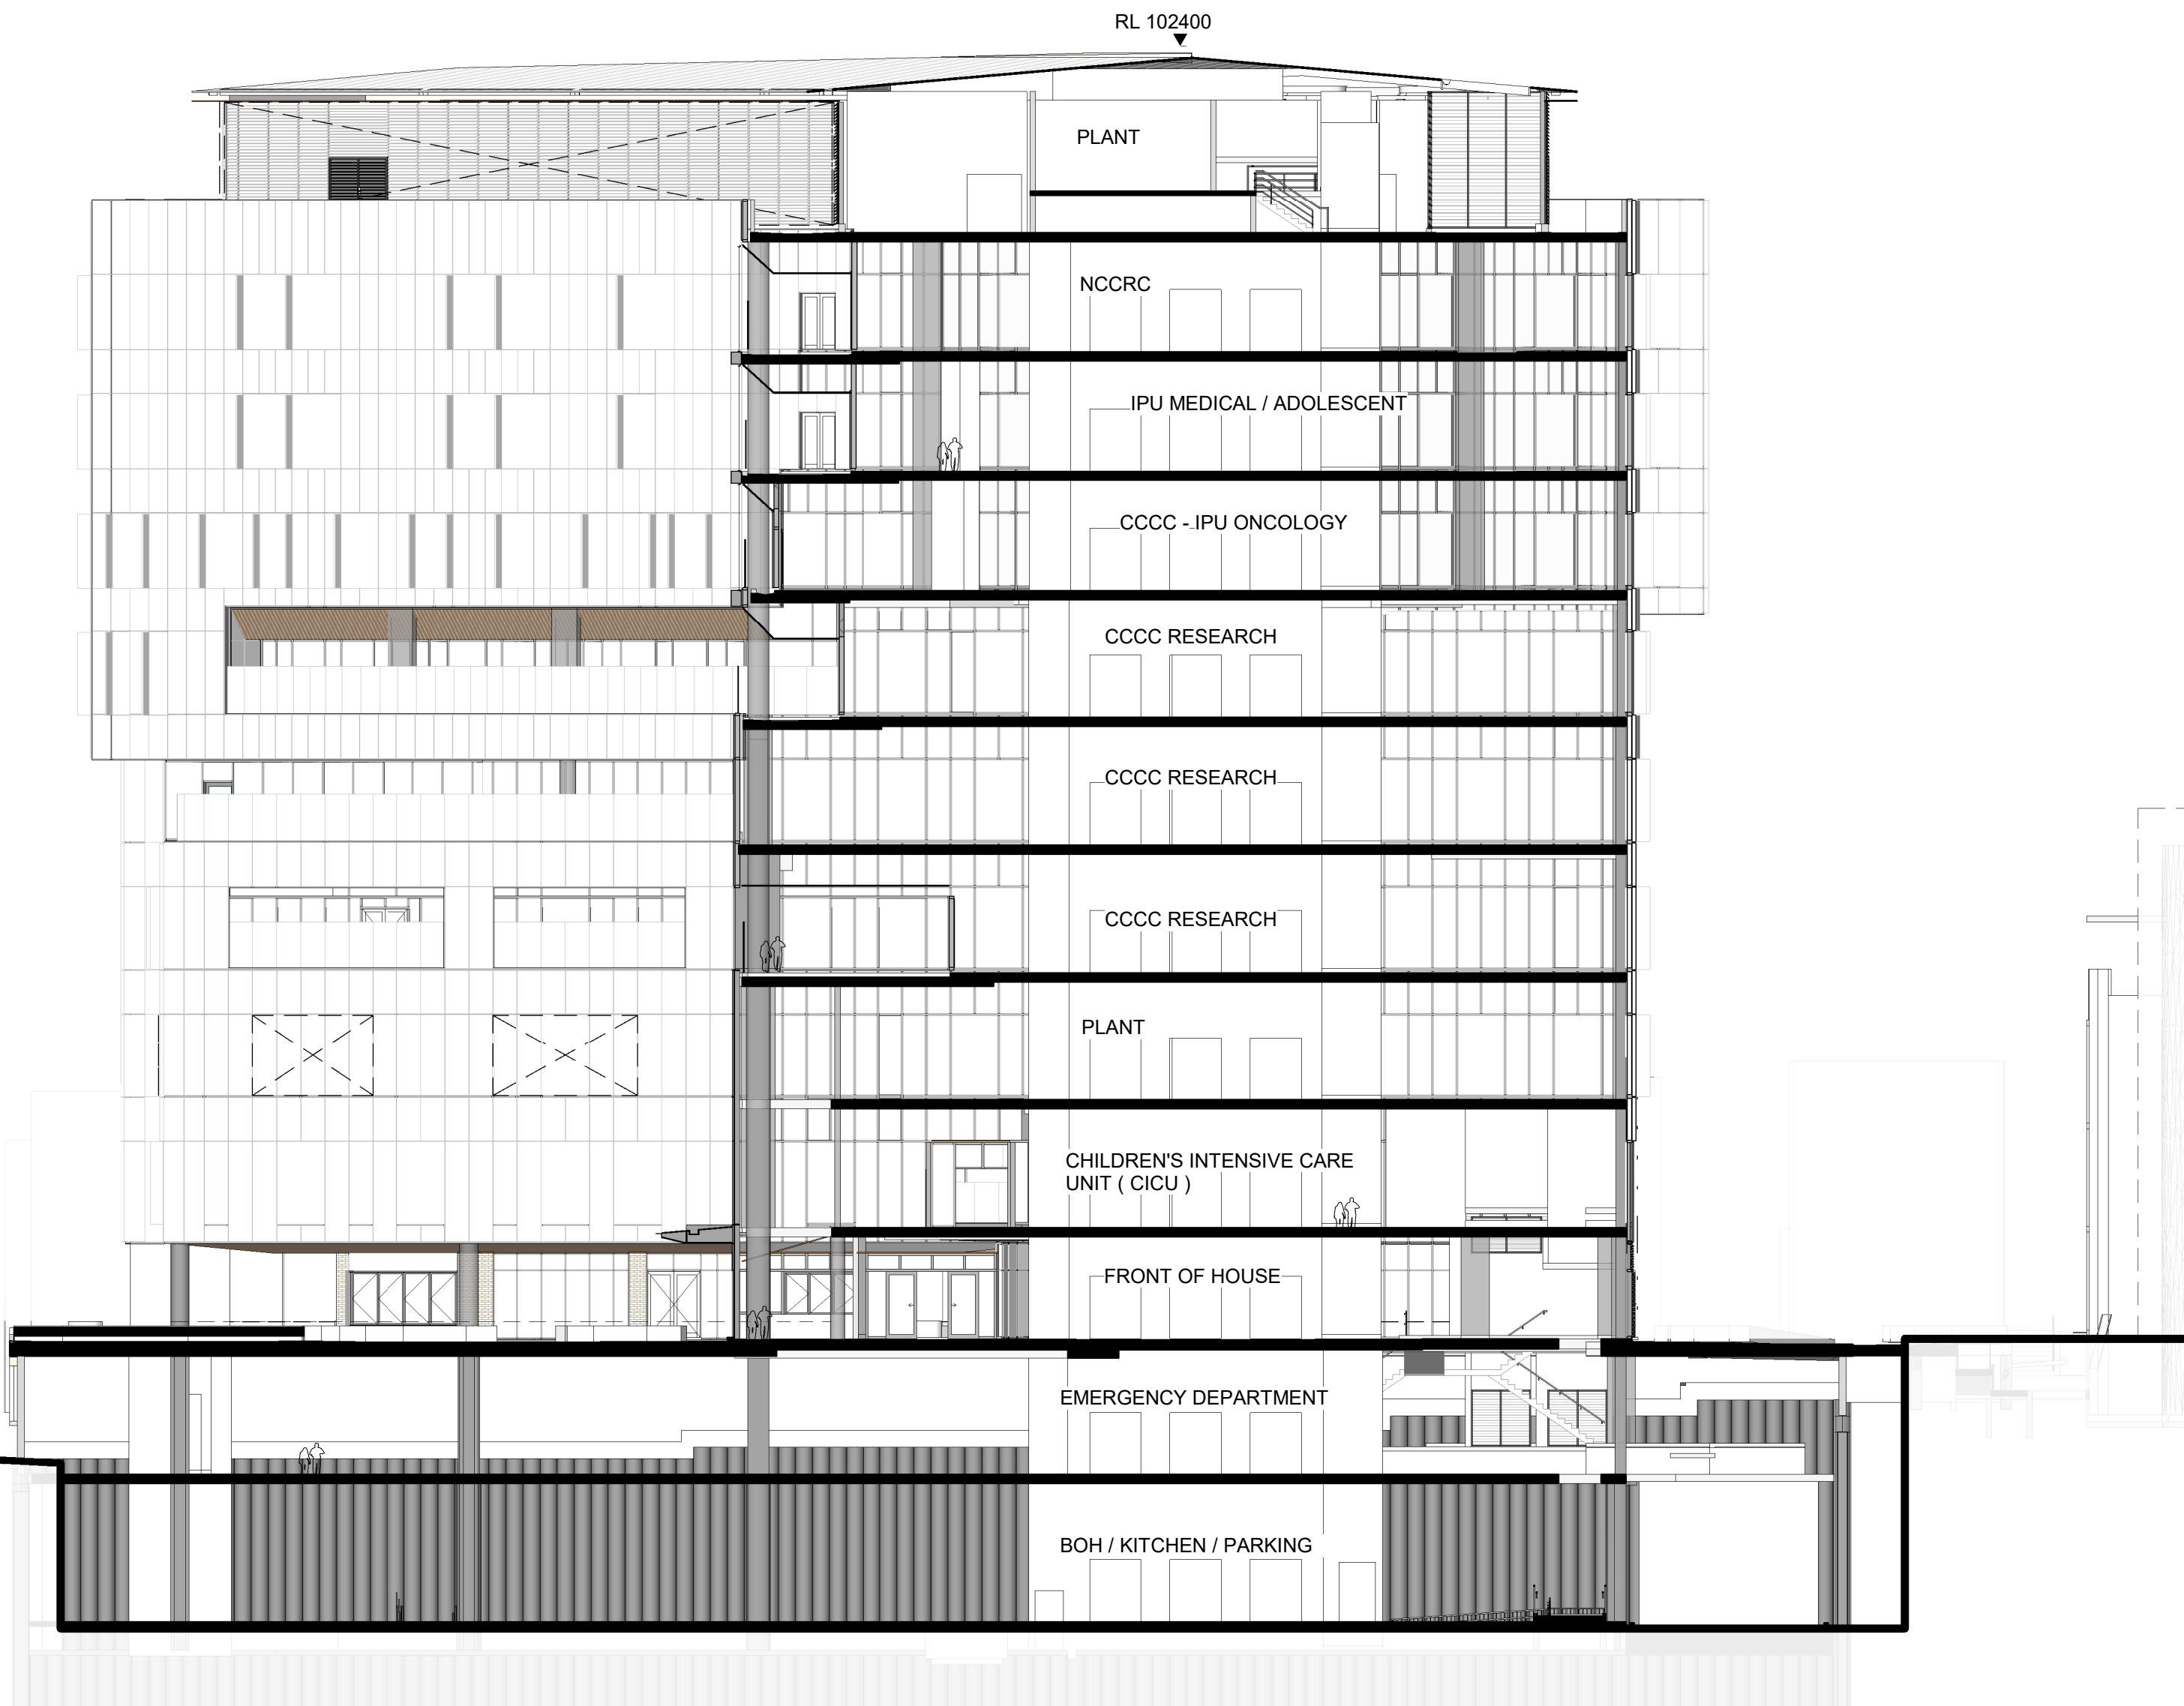 RL 102400
PLANT
NCCRC
IPU MEDICAL / ADOLESCENT
CCCC - IPU ONCOLOGY
CCCC RESEARCH
CCCC RESEARCH
CCCC RESEARCH
PLANT
CHILDREN'S INTENSIVE CARE
UNIT ( CICU )
FRONT OF HOUSE
EMERGENCY DEPARTMENT
BOH / KITCHEN / PARKING